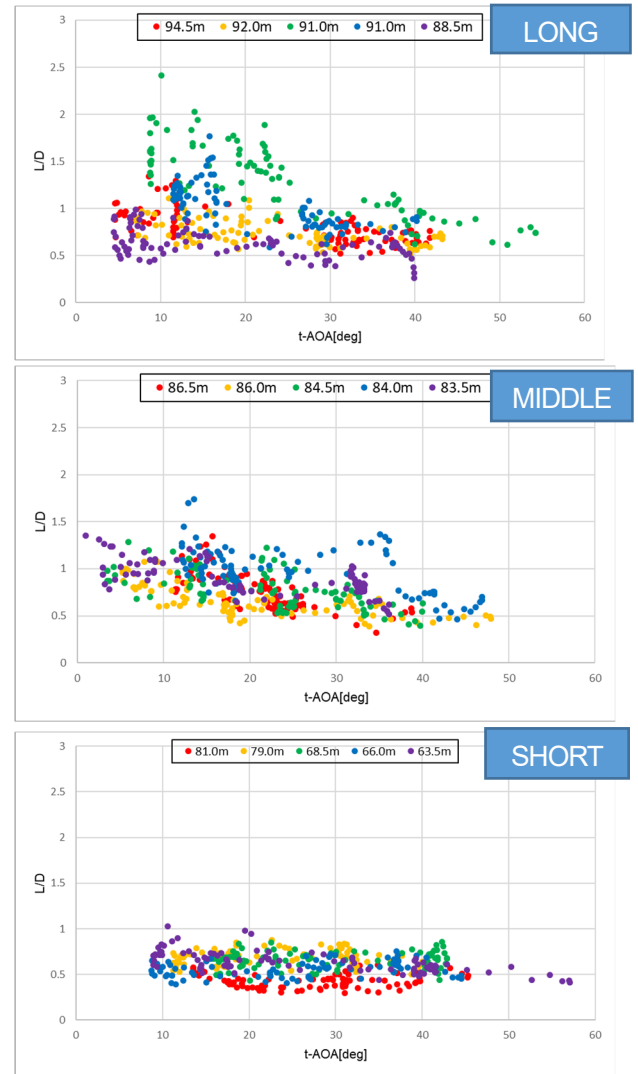 LONG
94.5m 92.0m 91.0m 91.0m 88.5m
3
2.5
2
1.5
1
0.5
0
L/D
0 10 20 30 40 50 60
t-AOA[deg]
MIDDLE
86.5m 86.0m 84.5m 84.0m 83.5m
3
2.5
2
1.5
1
0.5
0
L/D
0 10 20 30 40 50 60
t-AOA[deg]
SHORT
81.0m 79.0m 68.5m 66.0m 63.5m
3
2.5
2
1.5
1
0.5
0
L/D
0 10 20 30 40 50 60
t-AOA[deg]